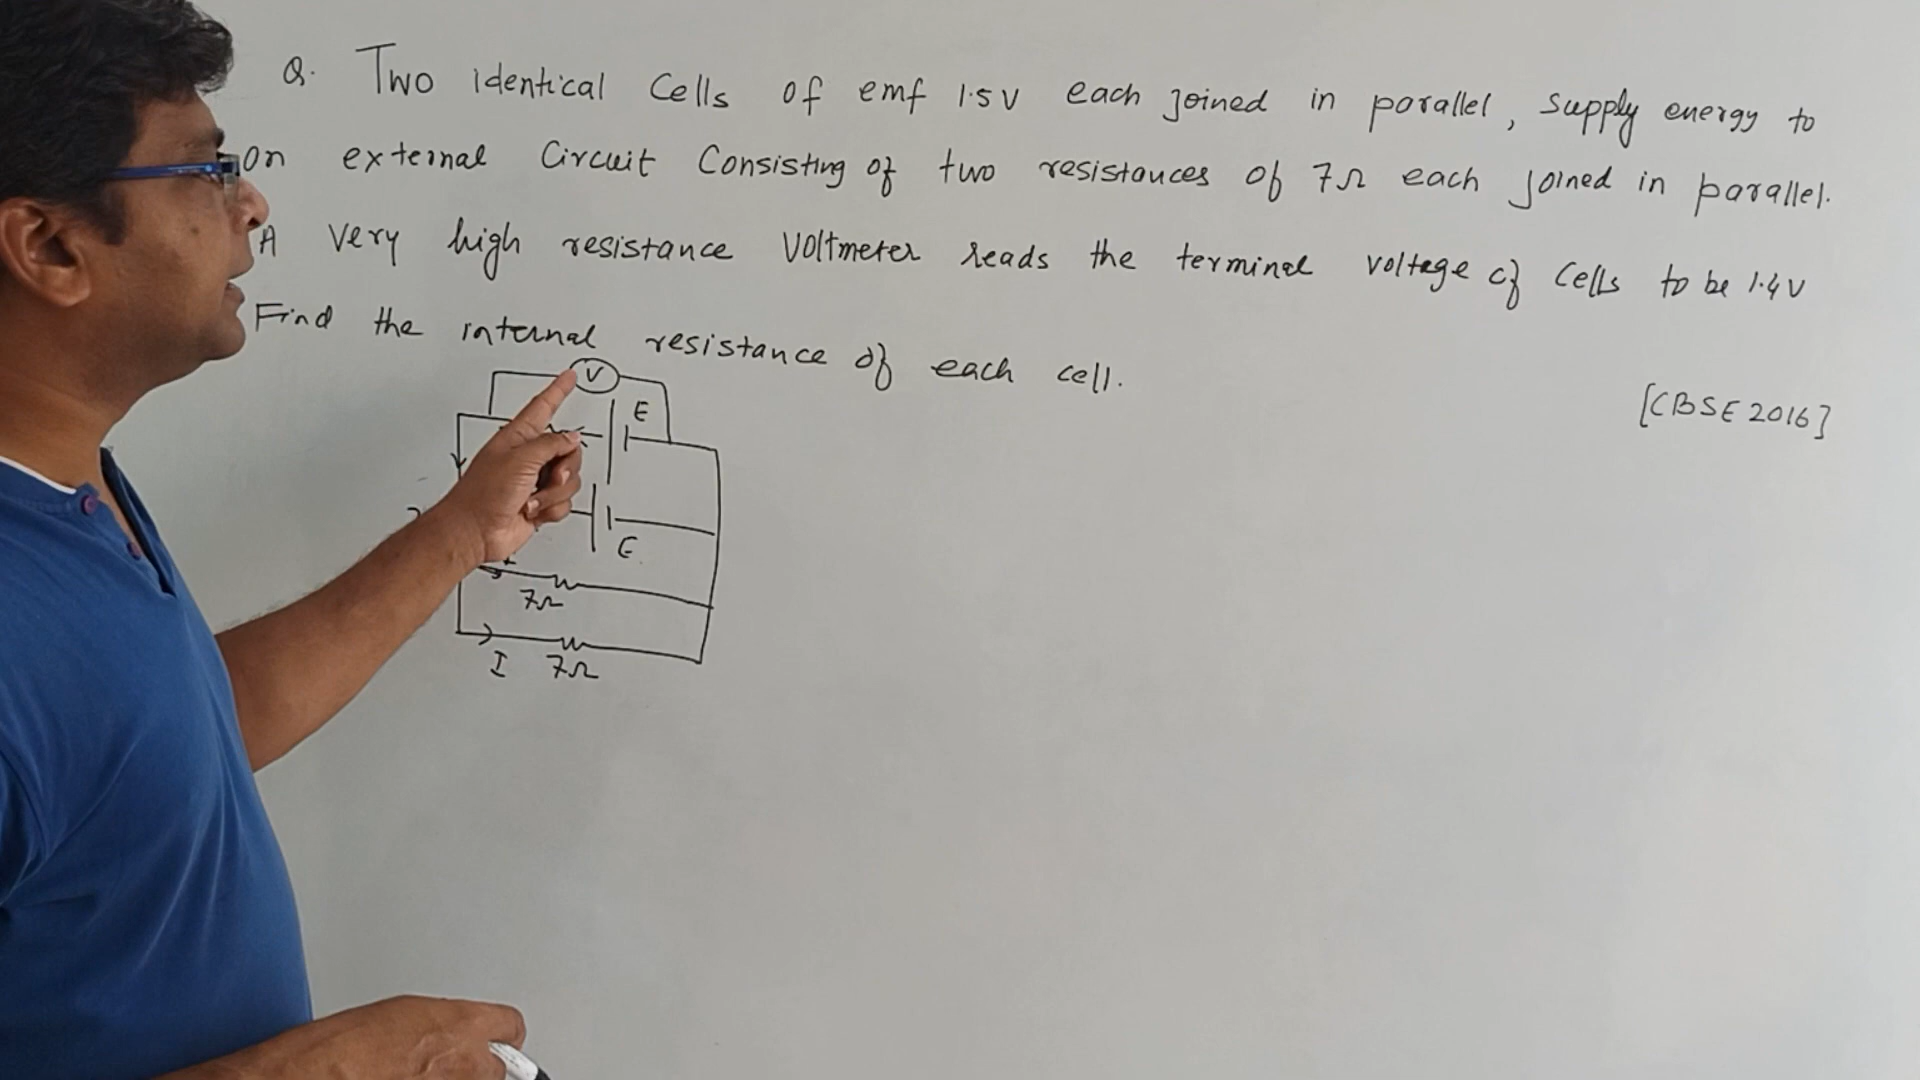 Q. Two identical Cells of emf 1.5V each joined in parallel, supply energy to
an external Circuit Consisting of two resistances of 7Ω each joined in parallel.
A very high resistance Voltmeter reads the terminal voltage of Cells to be 1.4V
Find the internal resistance of each cell.
[CBSE 2016]
V
E
E
7Ω
I 7Ω